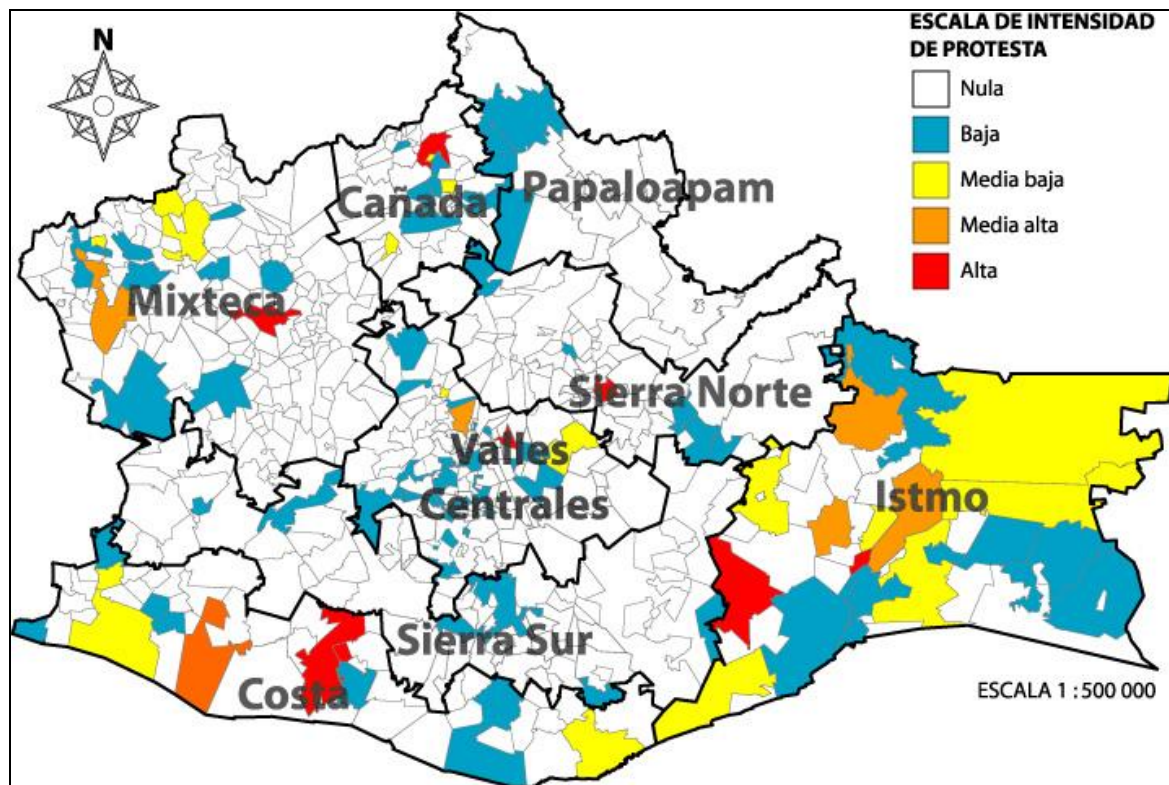 N
ESCALA DE INTENSIDAD
DE PROTESTA
Nula
Baja
Media baja
Media alta
Alta
Cañada
Papaloapam
Mixteca
Sierra Norte
Valles
Centrales
Istmo
Sierra Sur
Costa
ESCALA 1 : 500 000